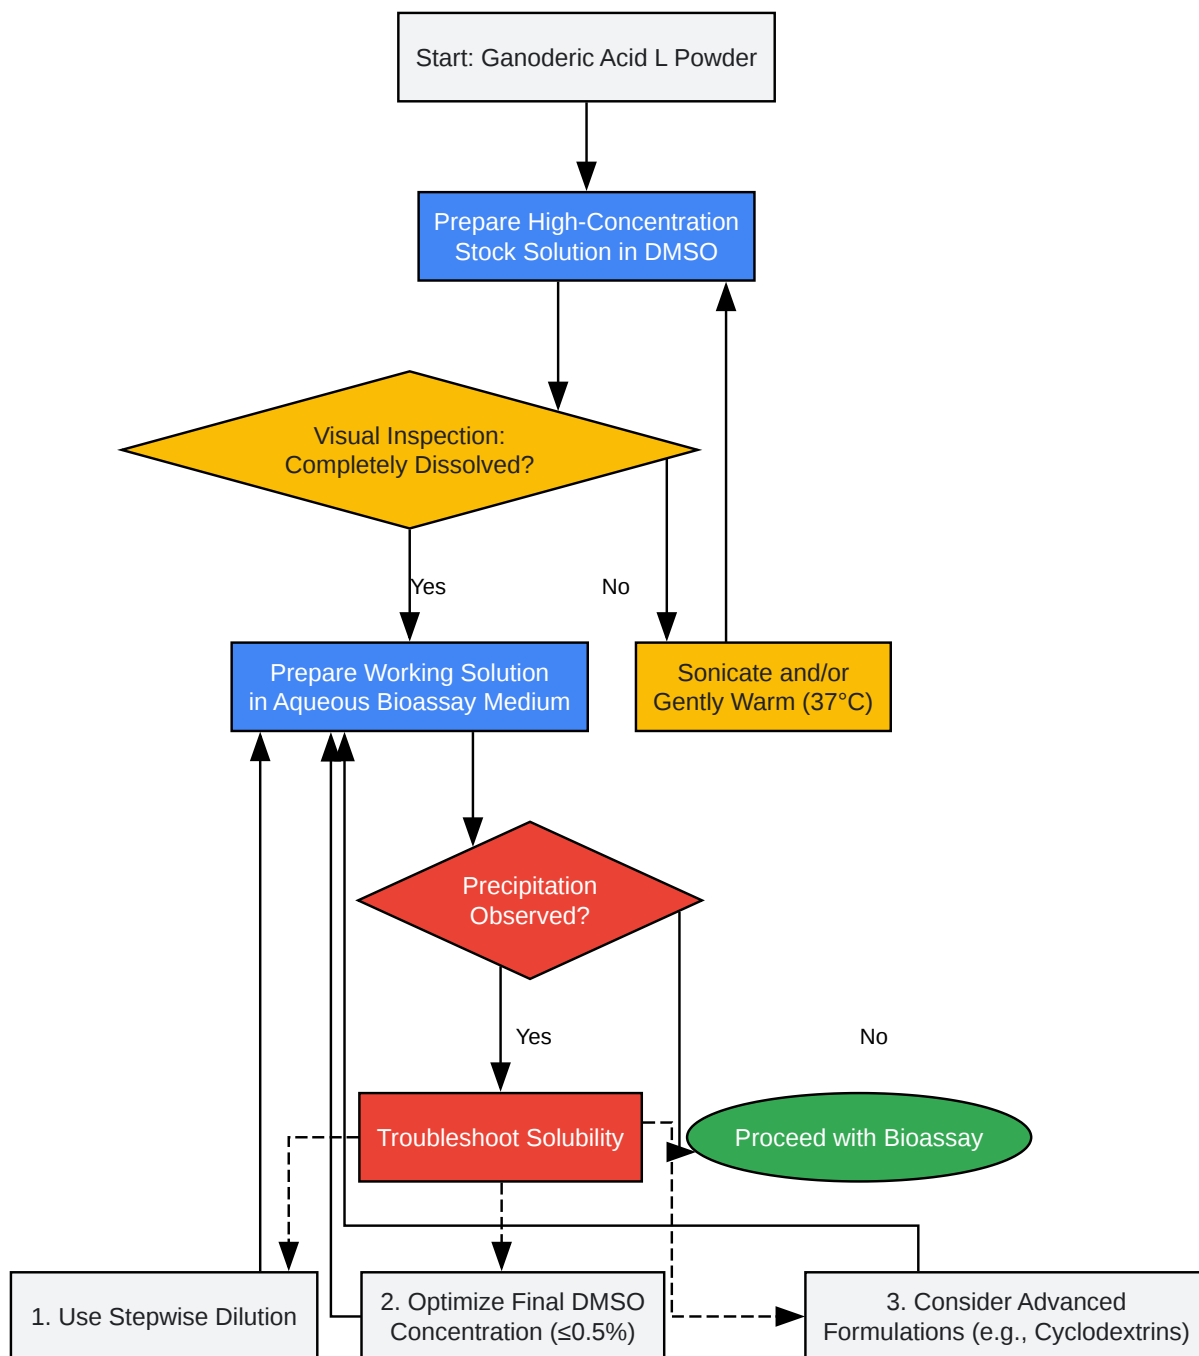 Start: Ganoderic Acid L Powder
Prepare High-Concentration
Stock Solution in DMSO
Visual Inspection:
Completely Dissolved?
Yes
No
Prepare Working Solution
in Aqueous Bioassay Medium
Sonicate and/or
Gently Warm (37°C)
Precipitation
Observed?
Yes
No
Troubleshoot Solubility
Proceed with Bioassay
1. Use Stepwise Dilution
2. Optimize Final DMSO
Concentration (≤0.5%)
3. Consider Advanced
Formulations (e.g., Cyclodextrins)